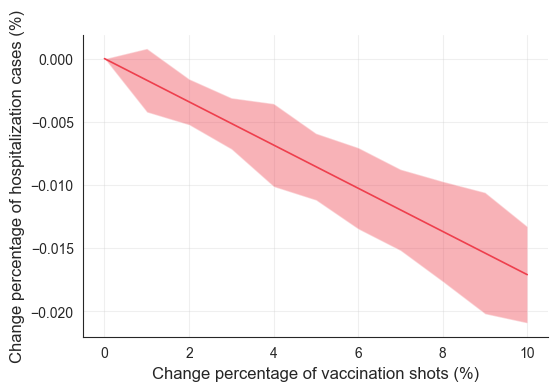 Change percentage of hospitalization cases (%)
0.000
−0.005
−0.010
−0.015
−0.020
0 2 4 6 8 10
Change percentage of vaccination shots (%)